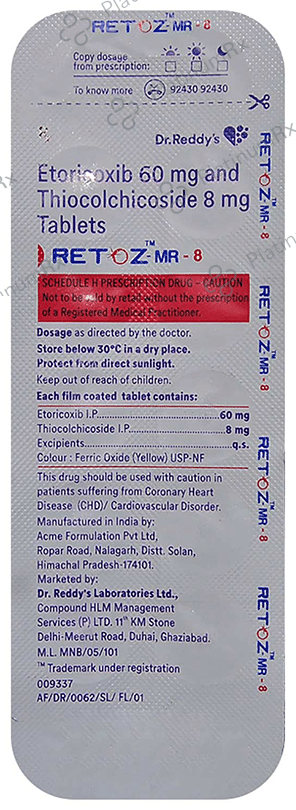 RETOZ™-MR - 8
Copy dosage
from prescription:
To know more 92430 92430
Dr.Reddy's
Etoricoxib 60 mg and
Thiocolchicoside 8 mg
Tablets
RETOZ™-MR - 8
SCHEDULE H PRESCRIPTION DRUG – CAUTION
Not to be sold by retail without the prescription
of a Registered Medical Practitioner.
Dosage as directed by the doctor.
Store below 30°C in a dry place.
Protect from direct sunlight.
Keep out of reach of children.
Each film coated tablet contains:
Etoricoxib I.P.....................................60 mg
Thiocolchicoside I.P............................8 mg
Excipients.............................................q.s.
Colour : Ferric Oxide (Yellow) USP-NF
This drug should be used with caution in
patients suffering from Coronary Heart
Disease (CHD)/ Cardiovascular Disorder.
Manufactured in India by:
Acme Formulation Pvt Ltd,
Ropar Road, Nalagarh, Distt. Solan,
Himachal Pradesh-174101.
Marketed by:
Dr. Reddy's Laboratories Ltd.,
Compound HLM Management
Services (P) LTD. 11th KM Stone
Delhi-Meerut Road, Duhai, Ghaziabad.
M.L. MNB/05/101
™ Trademark under registration
009337
AF/DR/0062/SL/ FL/01
RETOZ™-MR - 8
RETOZ™-MR - 8
RETOZ™-MR - 8
RETOZ™-MR - 8